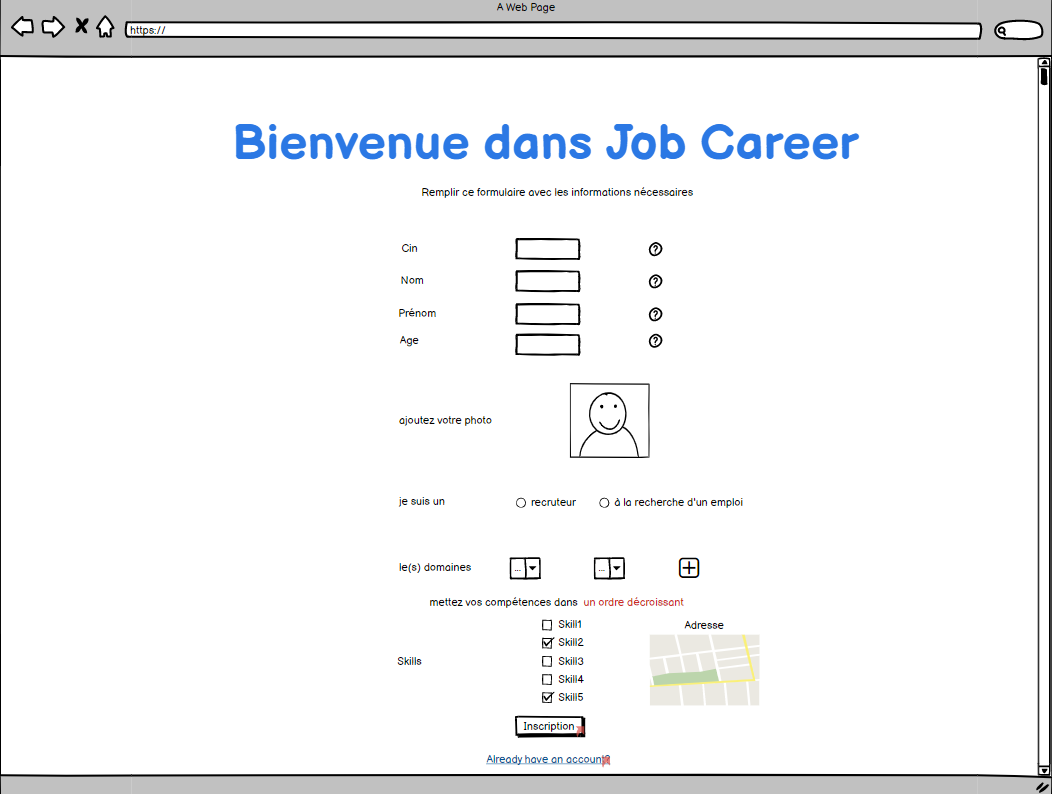 A Web Page
https://
Bienvenue dans Job Career
Remplir ce formulaire avec les informations nécessaires
Cin
?
Nom
?
Prénom
?
Age
?
ajoutez votre photo
je suis un recruteur à la recherche d'un emploi
le(s) domaines ... ...
mettez vos compétences dans un ordre décroissant
Skill1
Adresse
Skill2
Skills
Skill3
Skill4
Skill5
Inscription
Already have an account?